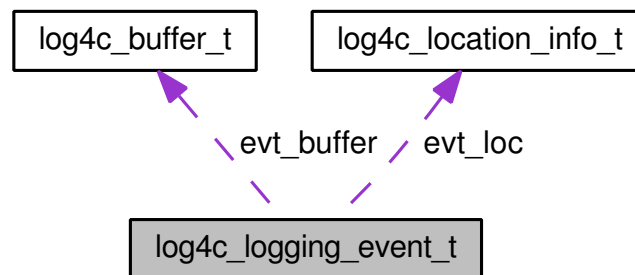 log4c_buffer_t
log4c_location_info_t
evt_buffer
evt_loc
log4c_logging_event_t